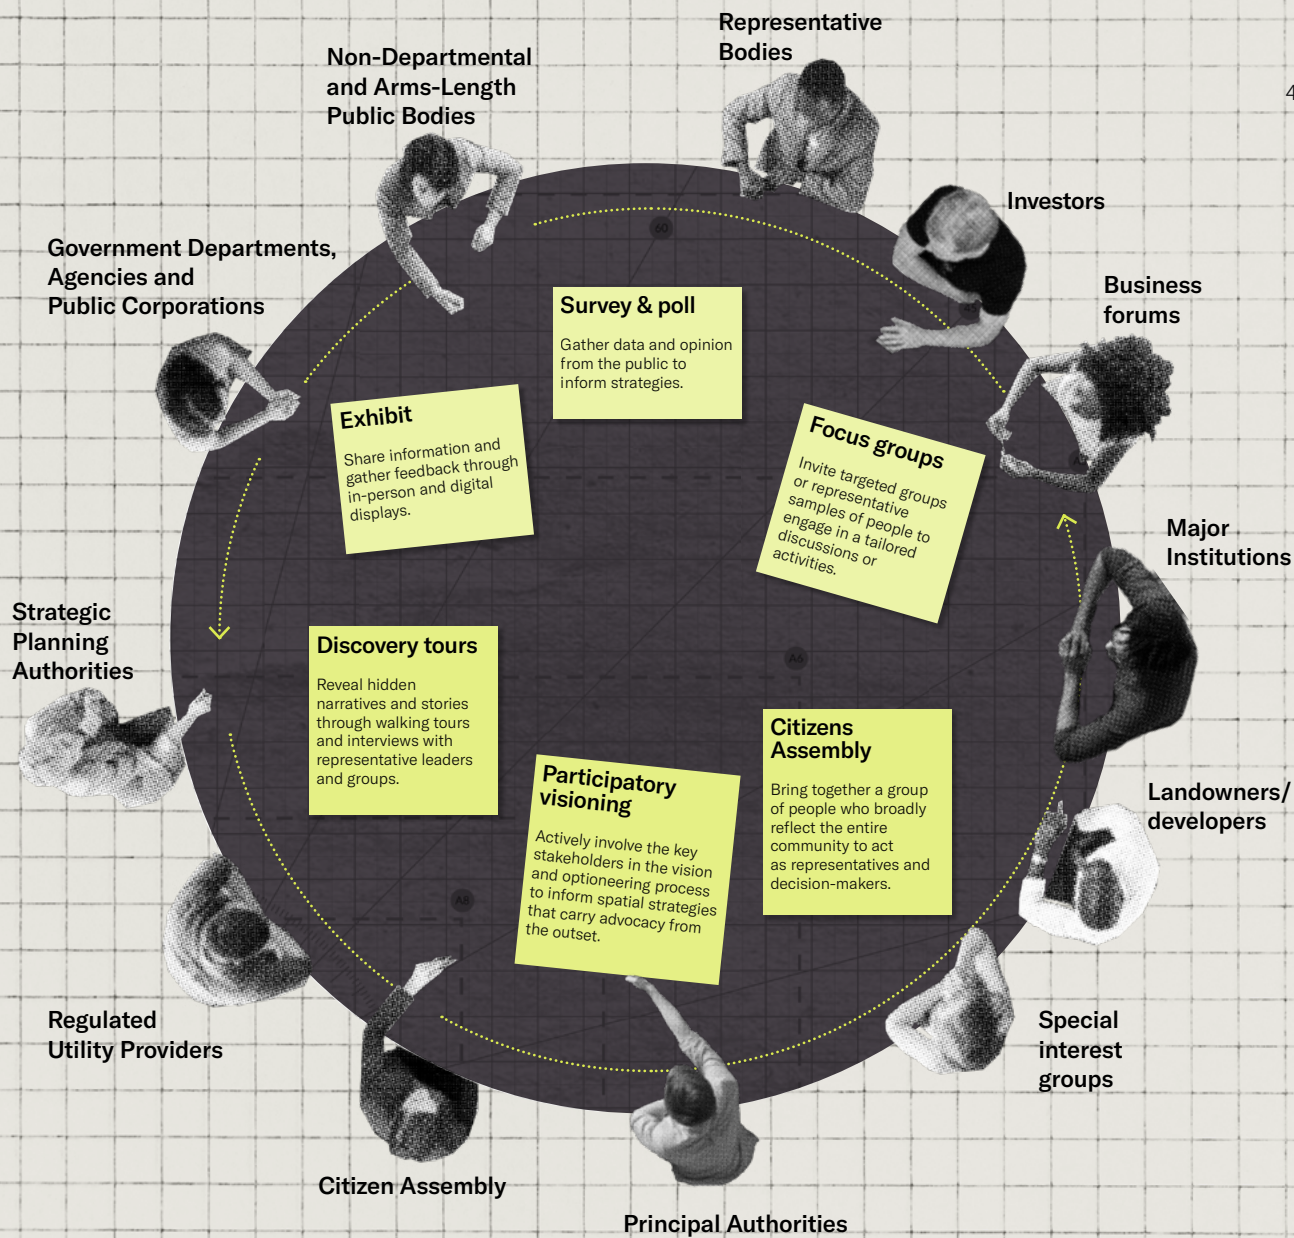 Representative
Bodies
Non-Departmental
and Arms-Length
Public Bodies
4
Investors
Government Departments,
Agencies and
Public Corporations
Business
forums
60
Survey & poll
Gather data and opinion
from the public to
inform strategies.
Exhibit
Share information and
gather feedback through
in-person and digital
displays.
Focus groups
Invite targeted groups
or representative
samples of people to
engage in a tailored
discussions or
activities.
Major
Institutions
Strategic
Planning
Authorities
Discovery tours
Reveal hidden
narratives and stories
through walking tours
and interviews with
representative leaders
and groups.
Citizens
Assembly
Bring together a group
of people who broadly
reflect the entire
community to act
as representatives and
decision-makers.
Participatory
visioning
Actively involve the key
stakeholders in the vision
and optioneering process
to inform spatial strategies
that carry advocacy from
the outset.
A8
Landowners/
developers
Regulated
Utility Providers
Special
interest
groups
Citizen Assembly
Principal Authorities